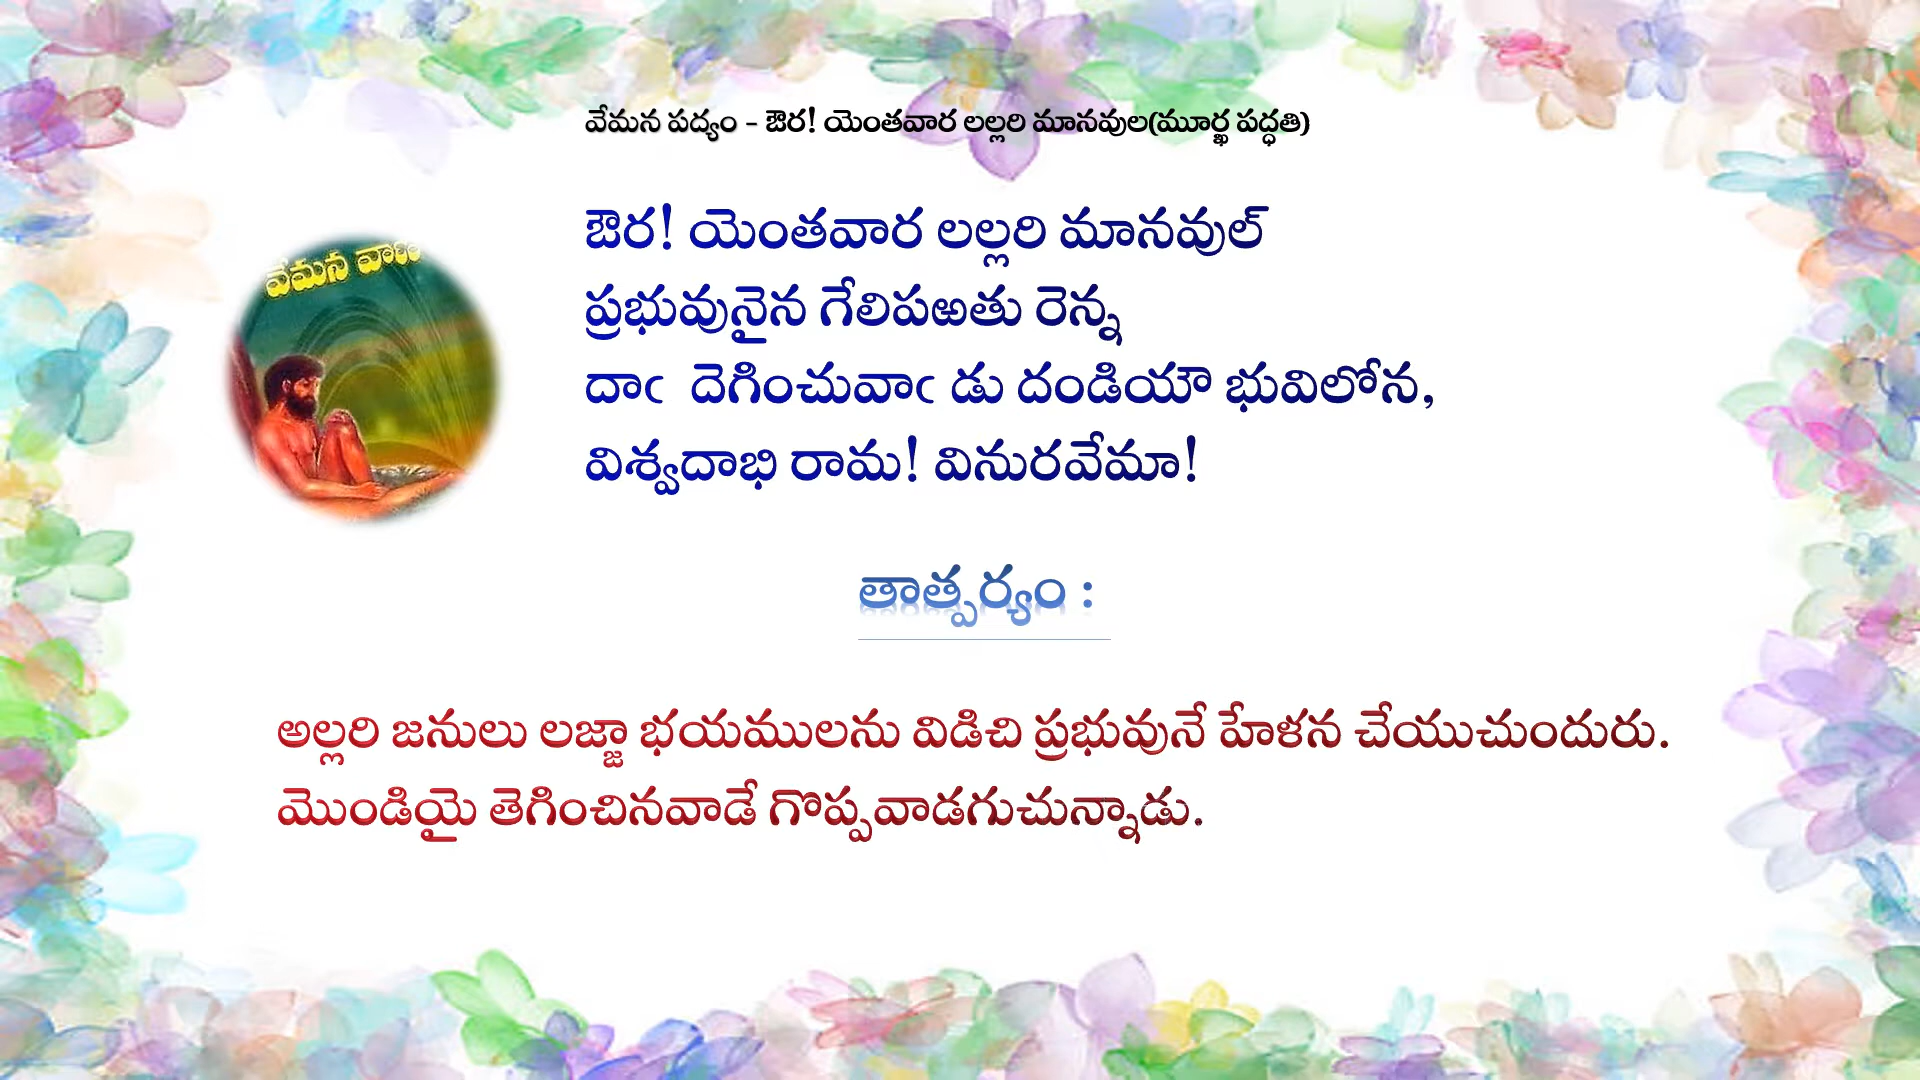 వేమన పద్యం - ఔర! యెంతవార లల్లరి మానవుల(మూర్ఖ పద్ధతి)
వేమన వాణి
ఔర! యెంతవార లల్లరి మానవుల్
ప్రభువునైన గేలిపఱతు రెన్న
దాఁ దెగించువాఁ డు దండియౌ భువిలోన,
విశ్వదాభి రామ! వినురవేమా!
తాత్పర్యం :
అల్లరి జనులు లజ్జా భయములను విడిచి ప్రభువునే హేళన చేయుచుందురు.
మొండియై తెగించినవాడే గొప్పవాడగుచున్నాడు.